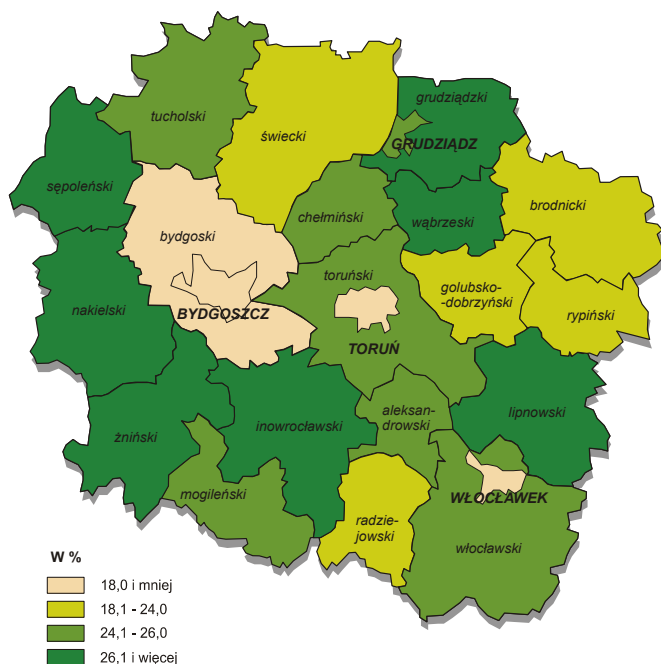 tucholski
świecki
grudziądzki
GRUDZIĄDZ
sępoleński
chełmiński
wąbrzeski
brodnicki
bydgoski
toruński
golubsko-
-dobrzyński
rypiński
nakielski
BYDGOSZCZ
TORUŃ
żniński
inowrocławski
aleksan-
drowski
lipnowski
mogileński
radzie-
jowski
WŁOCŁAWEK
włocławski
W %
18,0 i mniej
18,1 - 24,0
24,1 - 26,0
26,1 i więcej